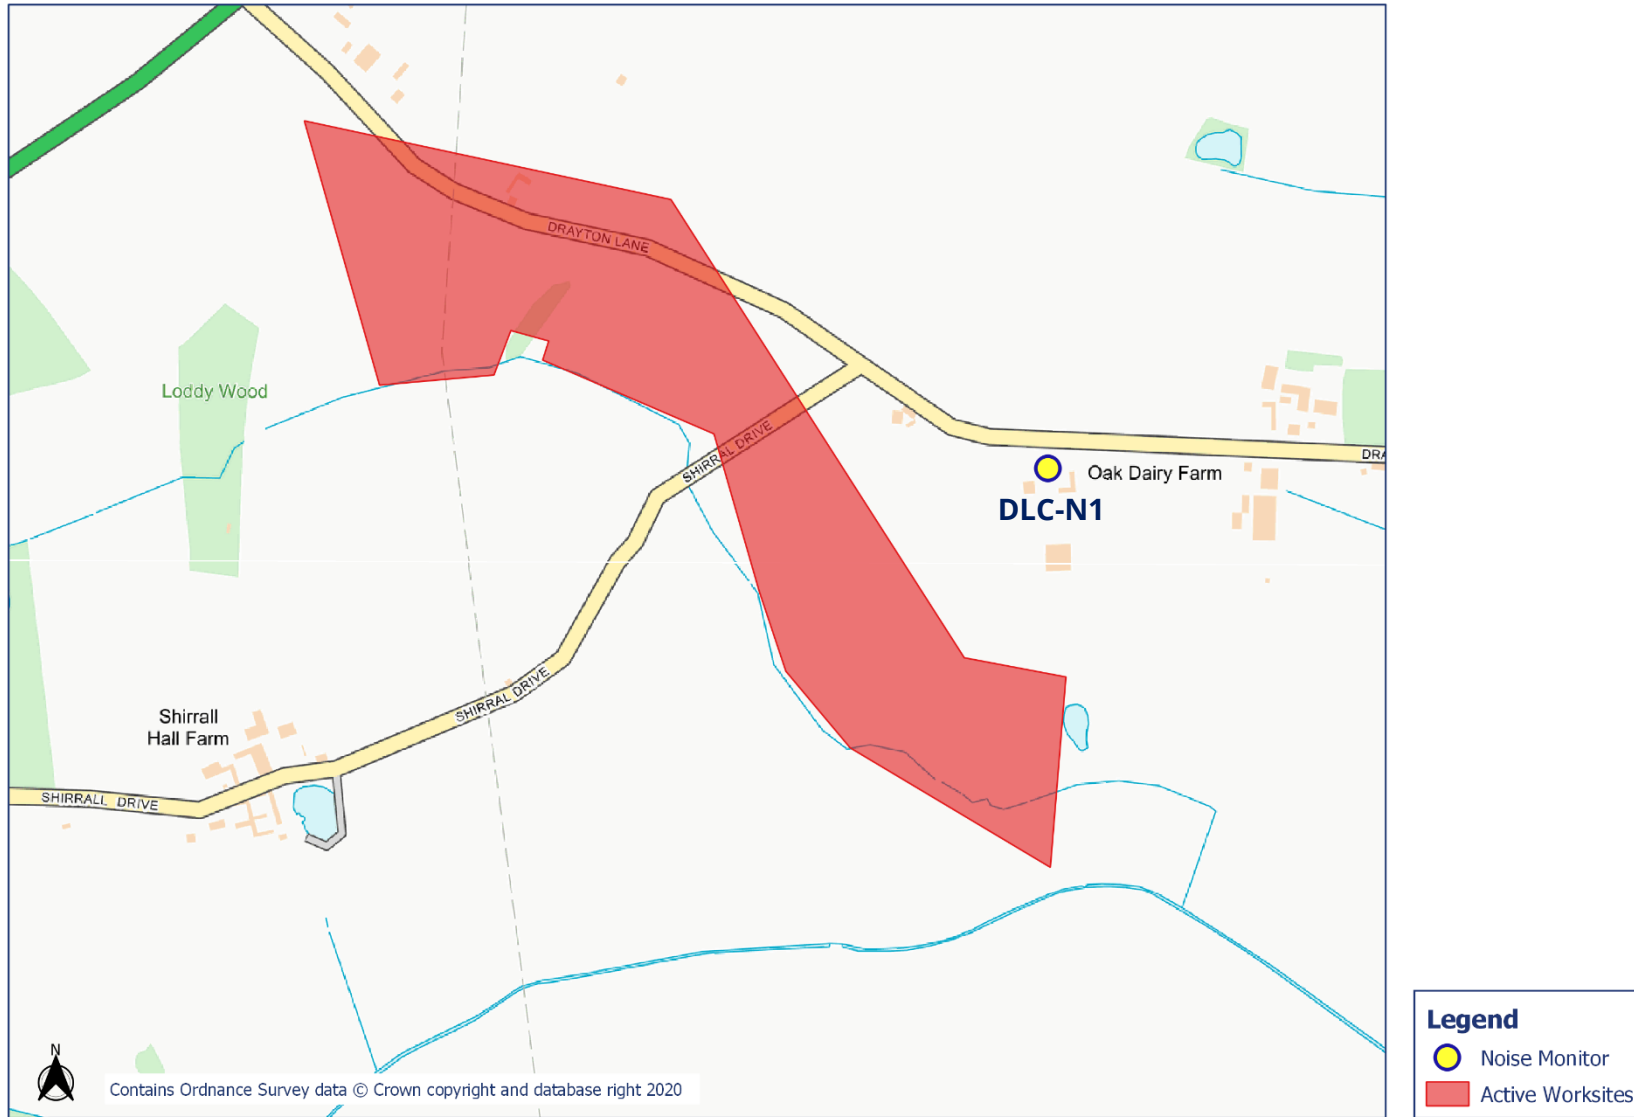 DRAYTON LANE
Loddy Wood
SHIRRAL DRIVE
DRA
Oak Dairy Farm
DLC-N1
SHIRRAL DRIVE
Shirrall
Hall Farm
SHIRRALL DRIVE
N
Contains Ordnance Survey data © Crown copyright and database right 2020
Legend
Noise Monitor
Active Worksites